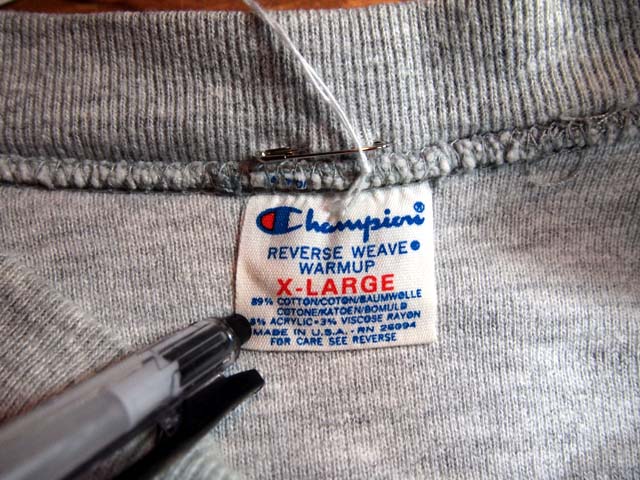 Champion®
REVERSE WEAVE®
WARMUP
X-LARGE
89% COTTON/COTON/BAUMWOLLE
COTONE/KATOEN/BOMULD
8% ACRYLIC•3% VISCOSE RAYON
MADE IN U.S.A.-RN 26094
FOR CARE SEE REVERSE